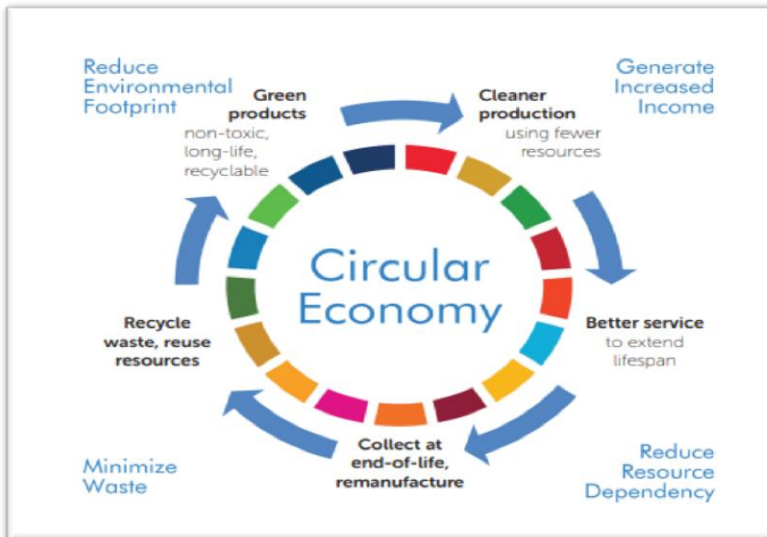 Reduce
Environmental
Footprint
Green
products
non-toxic,
long-life,
recyclable
Cleaner
production
using fewer
resources
Generate
Increased
Income
Circular
Economy
Recycle
waste, reuse
resources
Better service
to extend
lifespan
Collect at
end-of-life,
remanufacture
Minimize
Waste
Reduce
Resource
Dependency